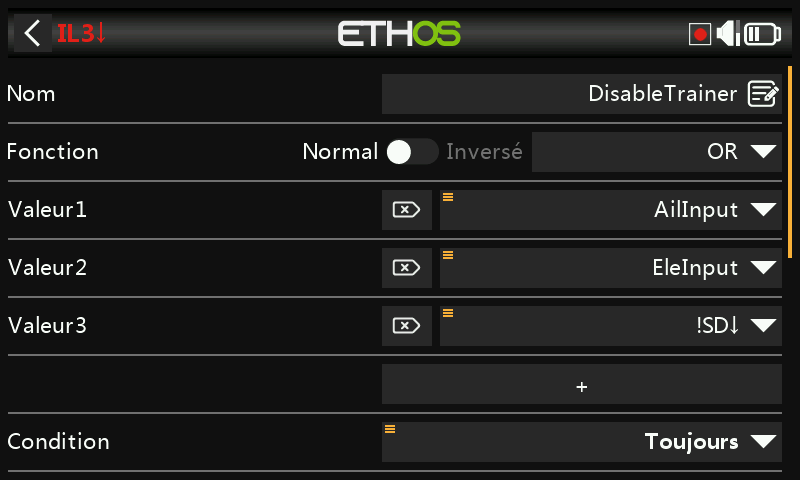 IL3↓ ETHOS
Nom DisableTrainer
Fonction Normal Inversé OR
Valeur1 AilInput
Valeur2 EleInput
Valeur3 !SD↓
+
Condition Toujours